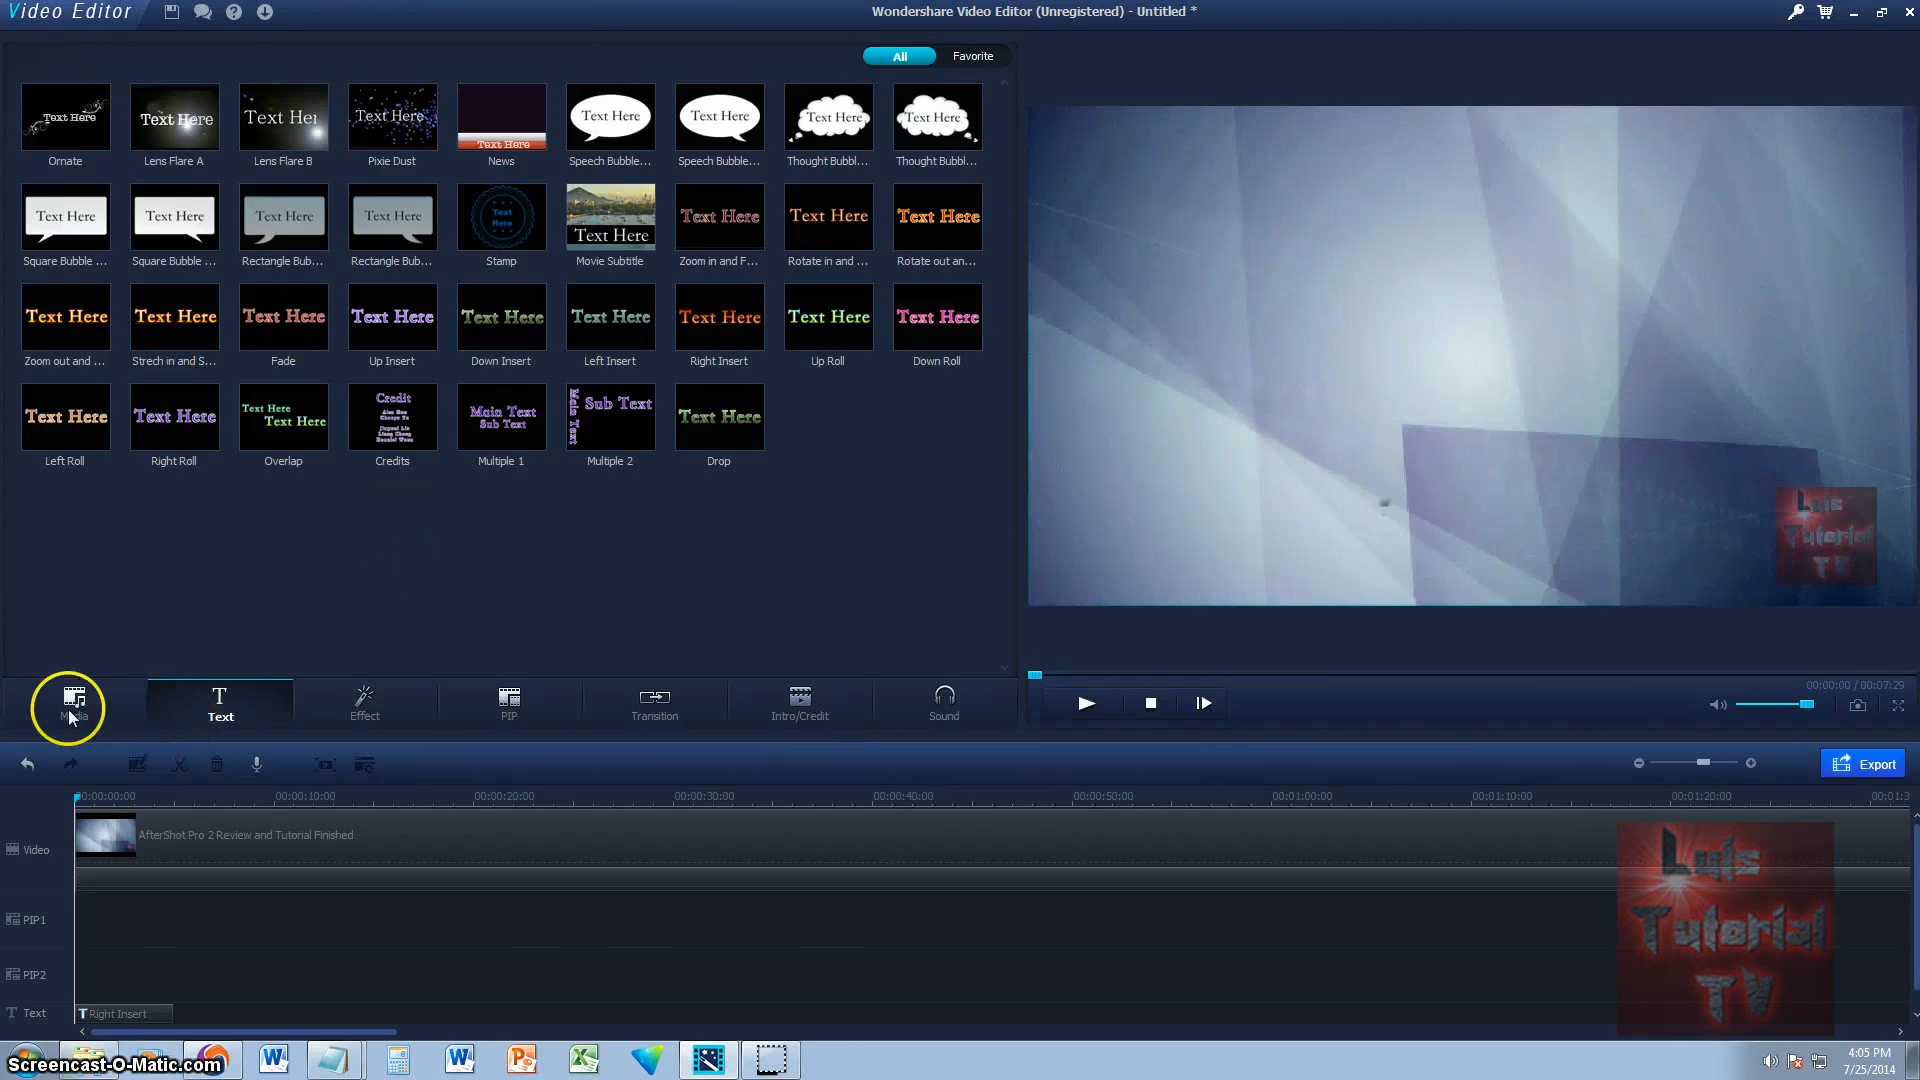 Video Editor
Wondershare Video Editor (Unregistered) - Untitled *
All
Favorite
Text Here
Text Here
Text Her
Text Here
Text Here
Text Here
Text Here
Text Here
Text Here
Ornate
Lens Flare A
Lens Flare B
Pixie Dust
News
Speech Bubble...
Speech Bubble...
Thought Bubbl...
Thought Bubbl...
Text Here
Text Here
Text Here
Text Here
Text
Here
Text Here
Text Here
Text Here
Text Here
Square Bubble ...
Square Bubble ...
Rectangle Bub...
Rectangle Bub...
Stamp
Movie Subtitle
Zoom in and F...
Rotate in and ...
Rotate out an...
Text Here
Text Here
Text Here
Text Here
Text Here
Text Here
Text Here
Text Here
Text Here
Zoom out and ...
Strech in and S...
Fade
Up Insert
Down Insert
Left Insert
Right Insert
Up Roll
Down Roll
Text Here
Text Here
Text Here
Text Here
Credit
Main Text
Sub Text
Main Text
Sub Text
Text Here
Left Roll
Right Roll
Overlap
Credits
Multiple 1
Multiple 2
Drop
Luis
Tutorial
TV
Media
Text
Effect
PIP
Transition
Intro/Credit
Sound
00:00:00 / 00:07:29
Export
00:00:00:00
00:00:10:00
00:00:20:00
00:00:30:00
00:00:40:00
00:00:50:00
00:01:00:00
00:01:10:00
00:01:20:00
00:01:3
Video
AfterShot Pro 2 Review and Tutorial Finished
PIP1
PIP2
Text
Right Insert
Luis
Tutorial
TV
Screencast-O-Matic.com
4:05 PM
7/25/2014